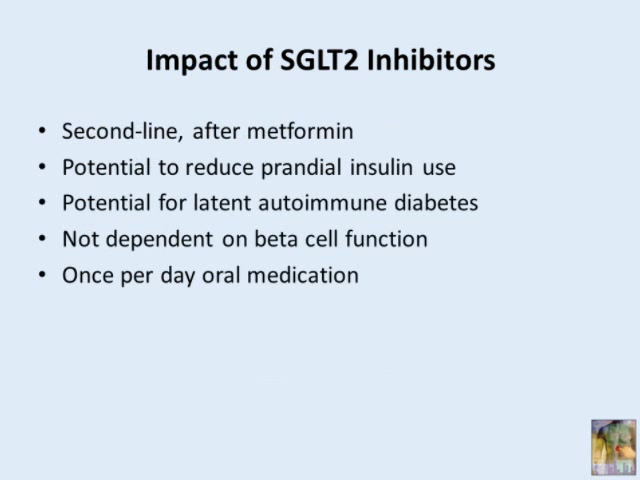 Impact of SGLT2 Inhibitors
• Second-line, after metformin
• Potential to reduce prandial insulin use
• Potential for latent autoimmune diabetes
• Not dependent on beta cell function
• Once per day oral medication